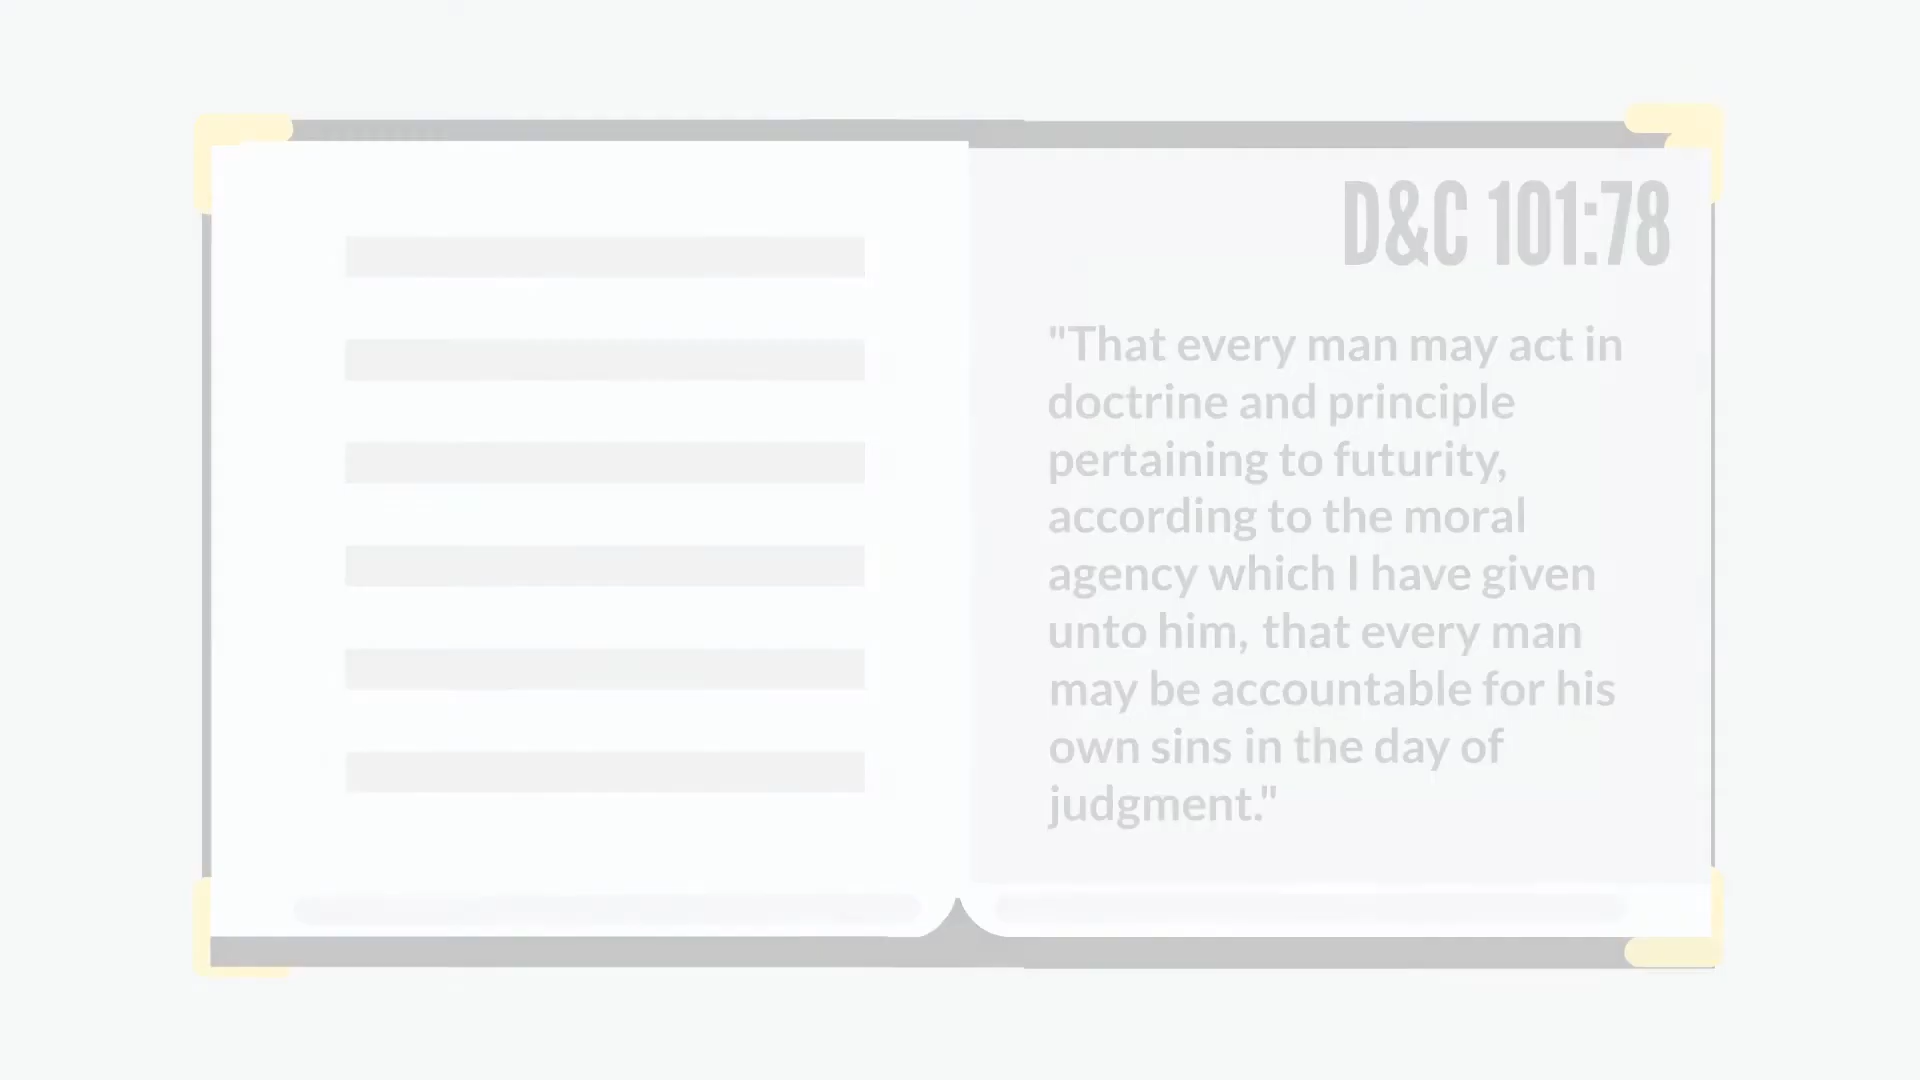 D&C 101:78
"That every man may act in
doctrine and principle
pertaining to futurity,
according to the moral
agency which I have given
unto him, that every man
may be accountable for his
own sins in the day of
judgment."